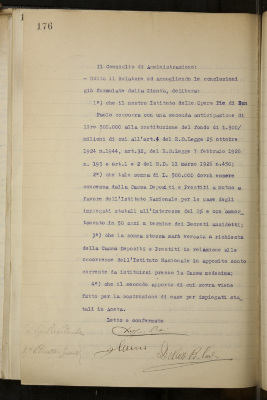 176
Il Consiglio di Amministrazione:
- Udito il Relatore ed accogliendo le conclusioni
già formulate dalla Giunta, delibera:
1°) che il nostro Istituto delle Opere Pie di San
Paolo concorra con una seconda anticipazione di
Lire 500.000 alla costituzione del fondo di L.100/
milioni di cui all'art.4 del R.D.Legge 25 ottobre
1924 n.1944, art.32, del R.D.Legge 7 febbraio 1926
n. 193 e art.1 e 2 del R.D. 11 marzo 1926 n.430;
2°) che tale somma di L. 500.000 dovrà essere
concessa dalla Cassa Depositi e Prestiti a mutuo a
favore dell'Istituto Nazionale per le case degli
impiegati statali all'interesse del 5% e con ammor-
tamento in 50 anni a termine dei Decreti suddetti;
3°) che la somma stessa sarà versata a richiesta
della Cassa Depositi e Prestiti in relazione alle
occorrenze dell'Istituto Nazionale in apposito conto
corrente da istituirsi presso la Cassa medesima;
4°) che il secondo apporto di cui sovra viene
fatto per la costruzione di case per impiegati sta-
tali in Aosta.
Letto e confermato